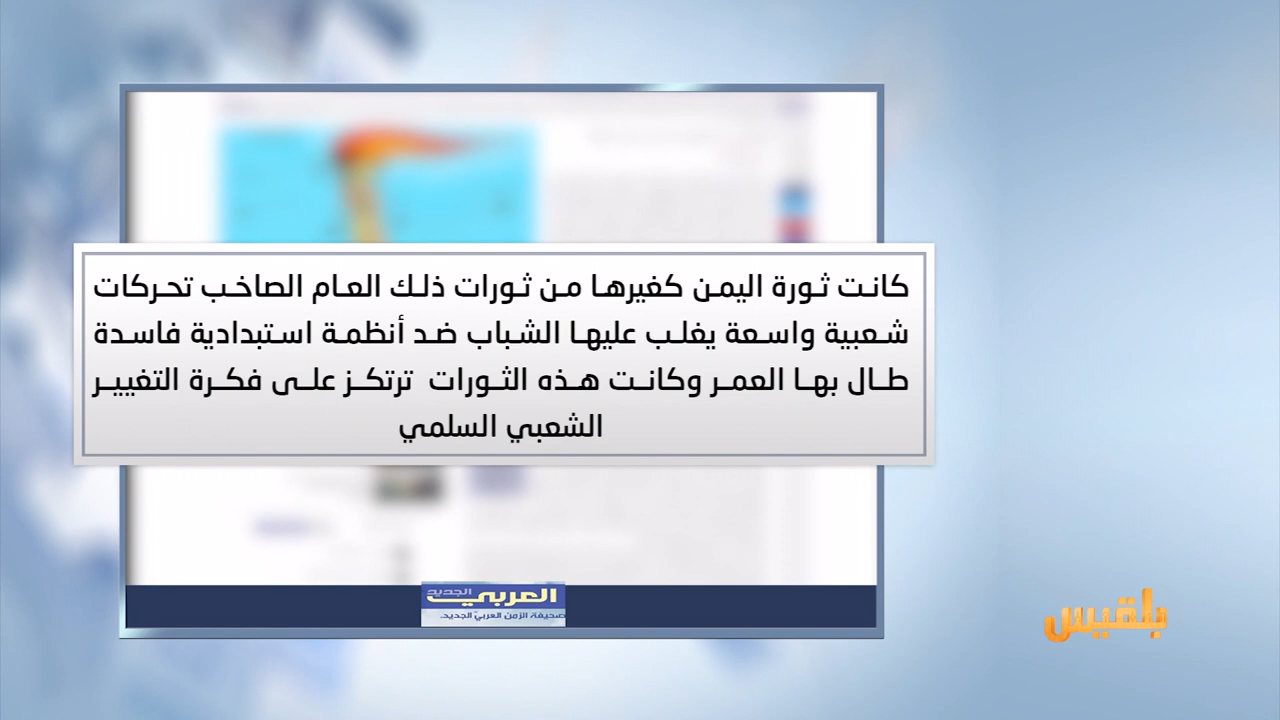 كانت ثورة اليمن كغيرها من ثورات ذلك العام الصاخب تحركات
شعبية واسعة يغلب عليها الشباب ضد أنظمة استبدادية فاسدة
طال بها العمر وكانت هذه الثورات ترتكز على فكرة التغيير
الشعبي السلمي
العربي الجديد
صحيفة الزمن العربيّ الجديد.
بلقيس